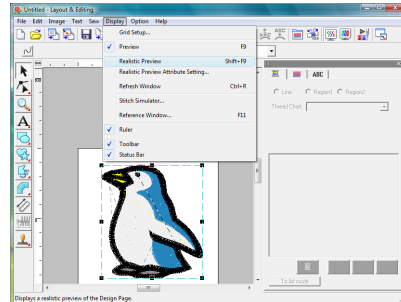 Untitled - Layout & Editing
File Edit Image Text Sew Display Option Help
Grid Setup...
Preview F9
Realistic Preview Shift+F9
Realistic Preview Attribute Setting...
Refresh Window Ctrl+R
Stitch Simulator...
Reference Window... F11
Ruler
Toolbar
Status Bar
ABC
Line Region1 Region2
Thread Chart
To list mode
Displays a realistic preview of the Design Page.